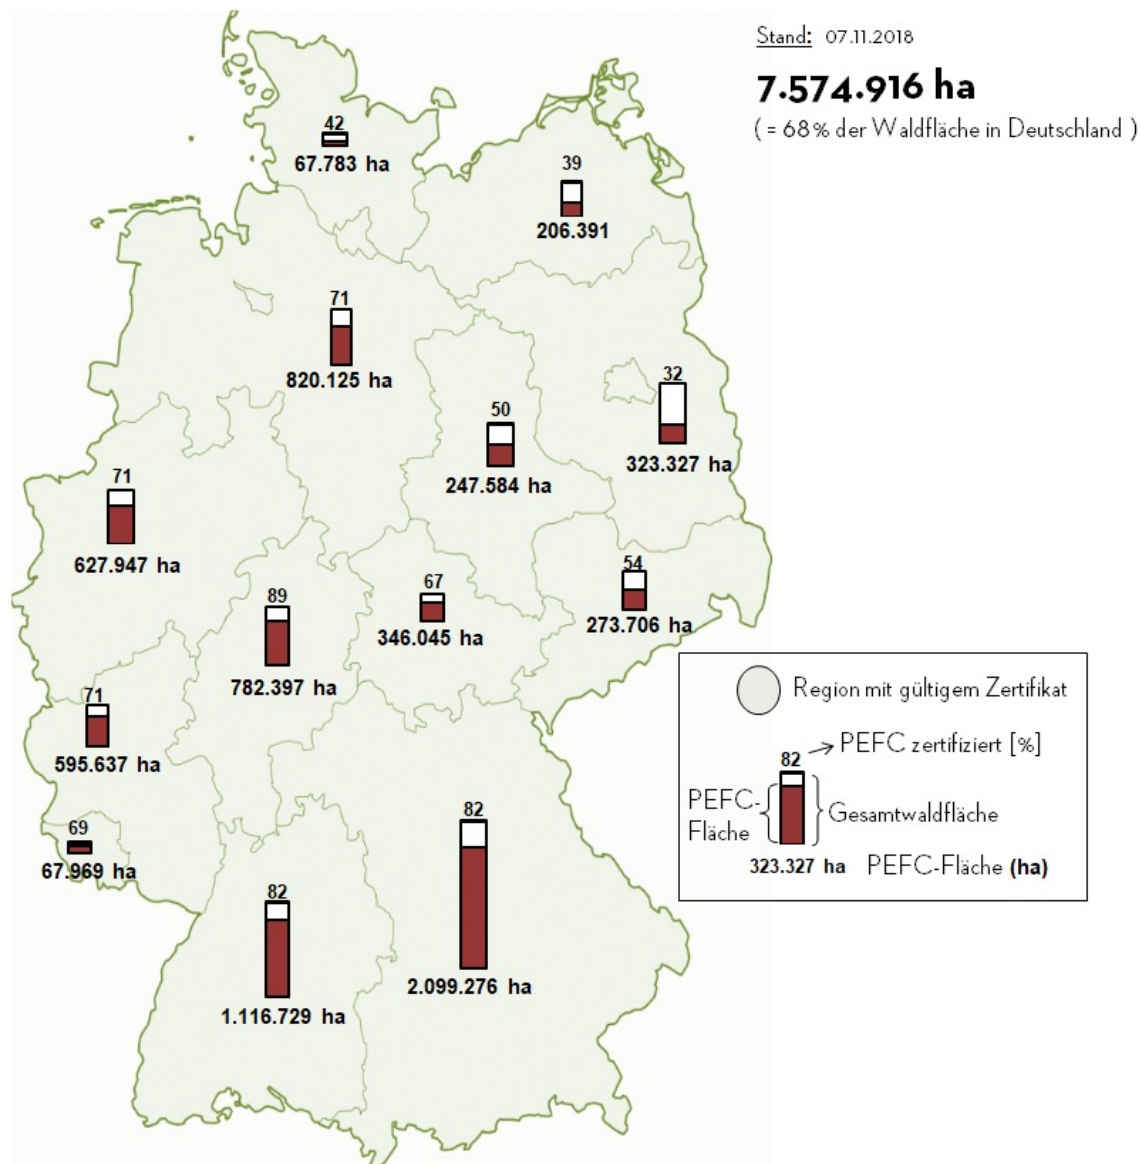 Stand: 07.11.2018
7.574.916 ha
( = 68% der Waldfläche in Deutschland )
42
67.783 ha
39
206.391
71
820.125 ha
32
323.327 ha
50
247.584 ha
71
627.947 ha
54
273.706 ha
67
346.045 ha
89
782.397 ha
71
595.637 ha
69
67.969 ha
82
2.099.276 ha
82
1.116.729 ha
Region mit gültigem Zertifikat
82
PEFC zertifiziert [%]
PEFC-
Fläche
Gesamtwaldfläche
323.327 ha PEFC-Fläche (ha)